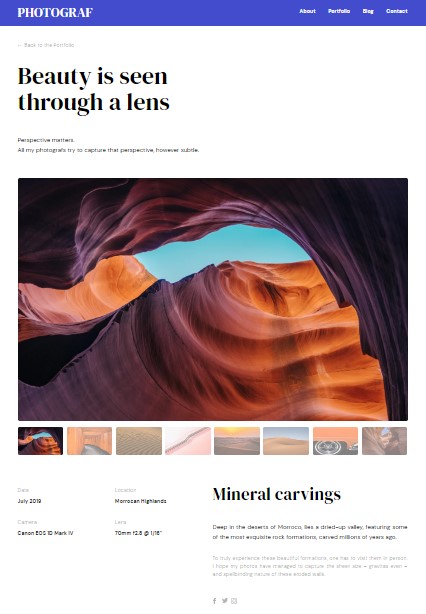 PHOTOGRAF
About Portfolio Blog Contact
← Back to the Portfolio
Beauty is seen
through a lens
Perspective matters.
All my photografs try to capture that perspective, however subtle.
Date
July 2019
Location
Morrocan Highlands
Camera
Canon EOS 1D Mark IV
Lens
70mm f2.8 @ 1/16"
Mineral carvings
Deep in the deserts of Morroco, lies a dried-up valley, featuring some
of the most exquisite rock formations, carved millions of years ago.
To truly experience these beautiful formations, one has to visit them in person.
I hope my photos have managed to capture the sheer size + gravitas even +
and spellbinding nature of these eroded walls.